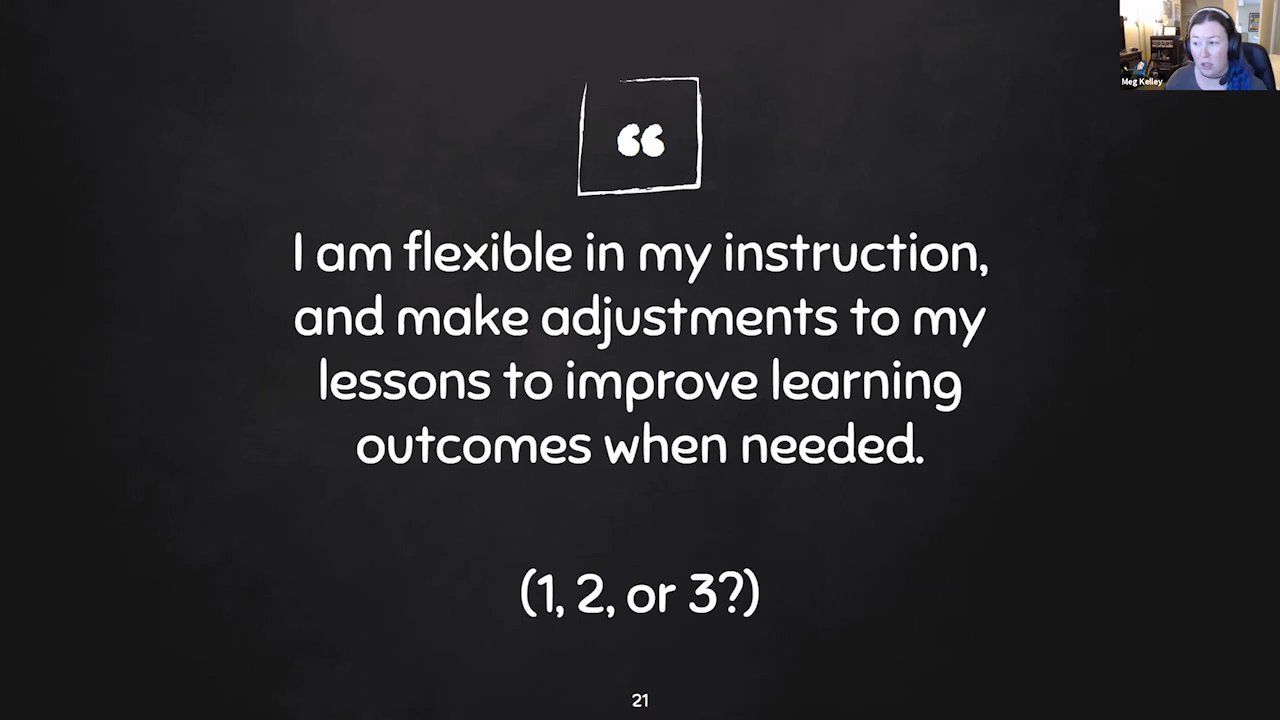 Meg Kelley
“
I am flexible in my instruction,
and make adjustments to my
lessons to improve learning
outcomes when needed.
(1, 2, or 3?)
21